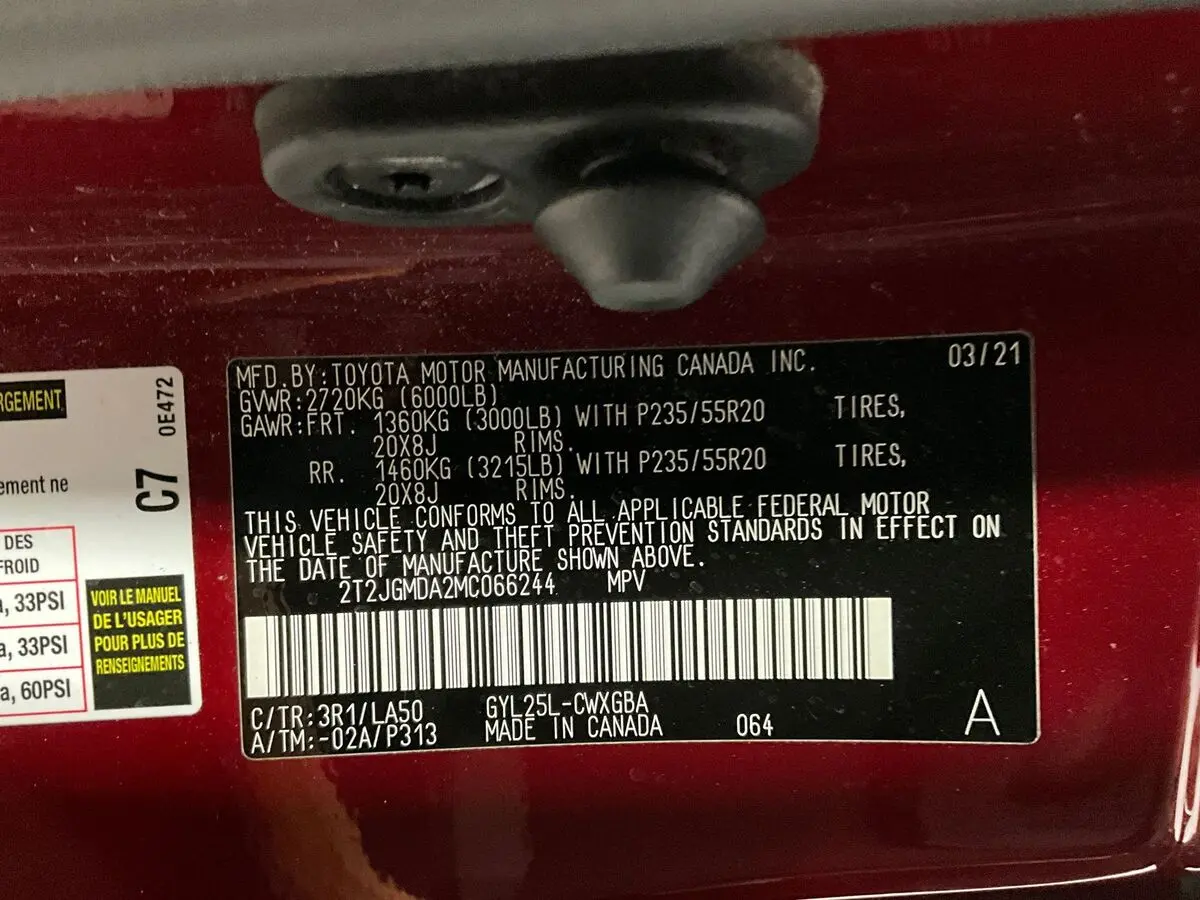 RGEMENT
0E472
ement ne
C7
DES
FROID
a, 33PSI
a, 33PSI
a, 60PSI
VOIR LE MANUEL
DE L'USAGER
POUR PLUS DE
RENSEIGNEMENTS
MFD.BY:TOYOTA MOTOR MANUFACTURING CANADA INC. 03/21
GVWR:2720KG (6000LB)
GAWR:FRT. 1360KG (3000LB) WITH P235/55R20 TIRES,
20X8J RIMS.
RR. 1460KG (3215LB) WITH P235/55R20 TIRES,
20X8J RIMS.
THIS VEHICLE CONFORMS TO ALL APPLICABLE FEDERAL MOTOR
VEHICLE SAFETY AND THEFT PREVENTION STANDARDS IN EFFECT ON
THE DATE OF MANUFACTURE SHOWN ABOVE.
2T2JGMDA2MC066244 MPV
C/TR:3R1/LA50 GYL25L-CWXGBA
A/TM:-02A/P313 MADE IN CANADA 064 A